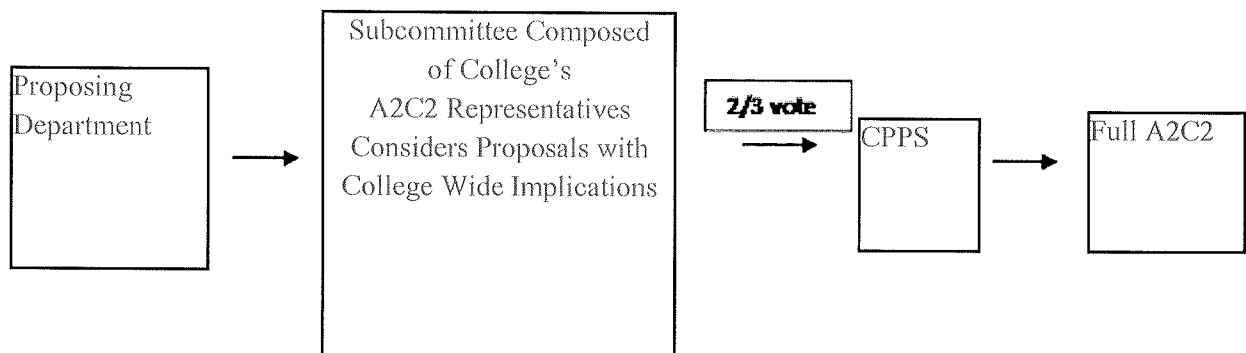 Proposing
Department
Subcommittee Composed
of College's
A2C2 Representatives
Considers Proposals with
College Wide Implications
2/3 vote
CPPS
Full A2C2